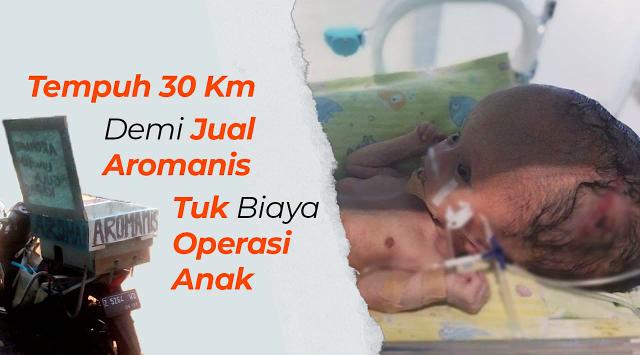 Tempuh 30 Km
Demi Jual
Aromanis
Tuk Biaya
Operasi
Anak
AROMANIS